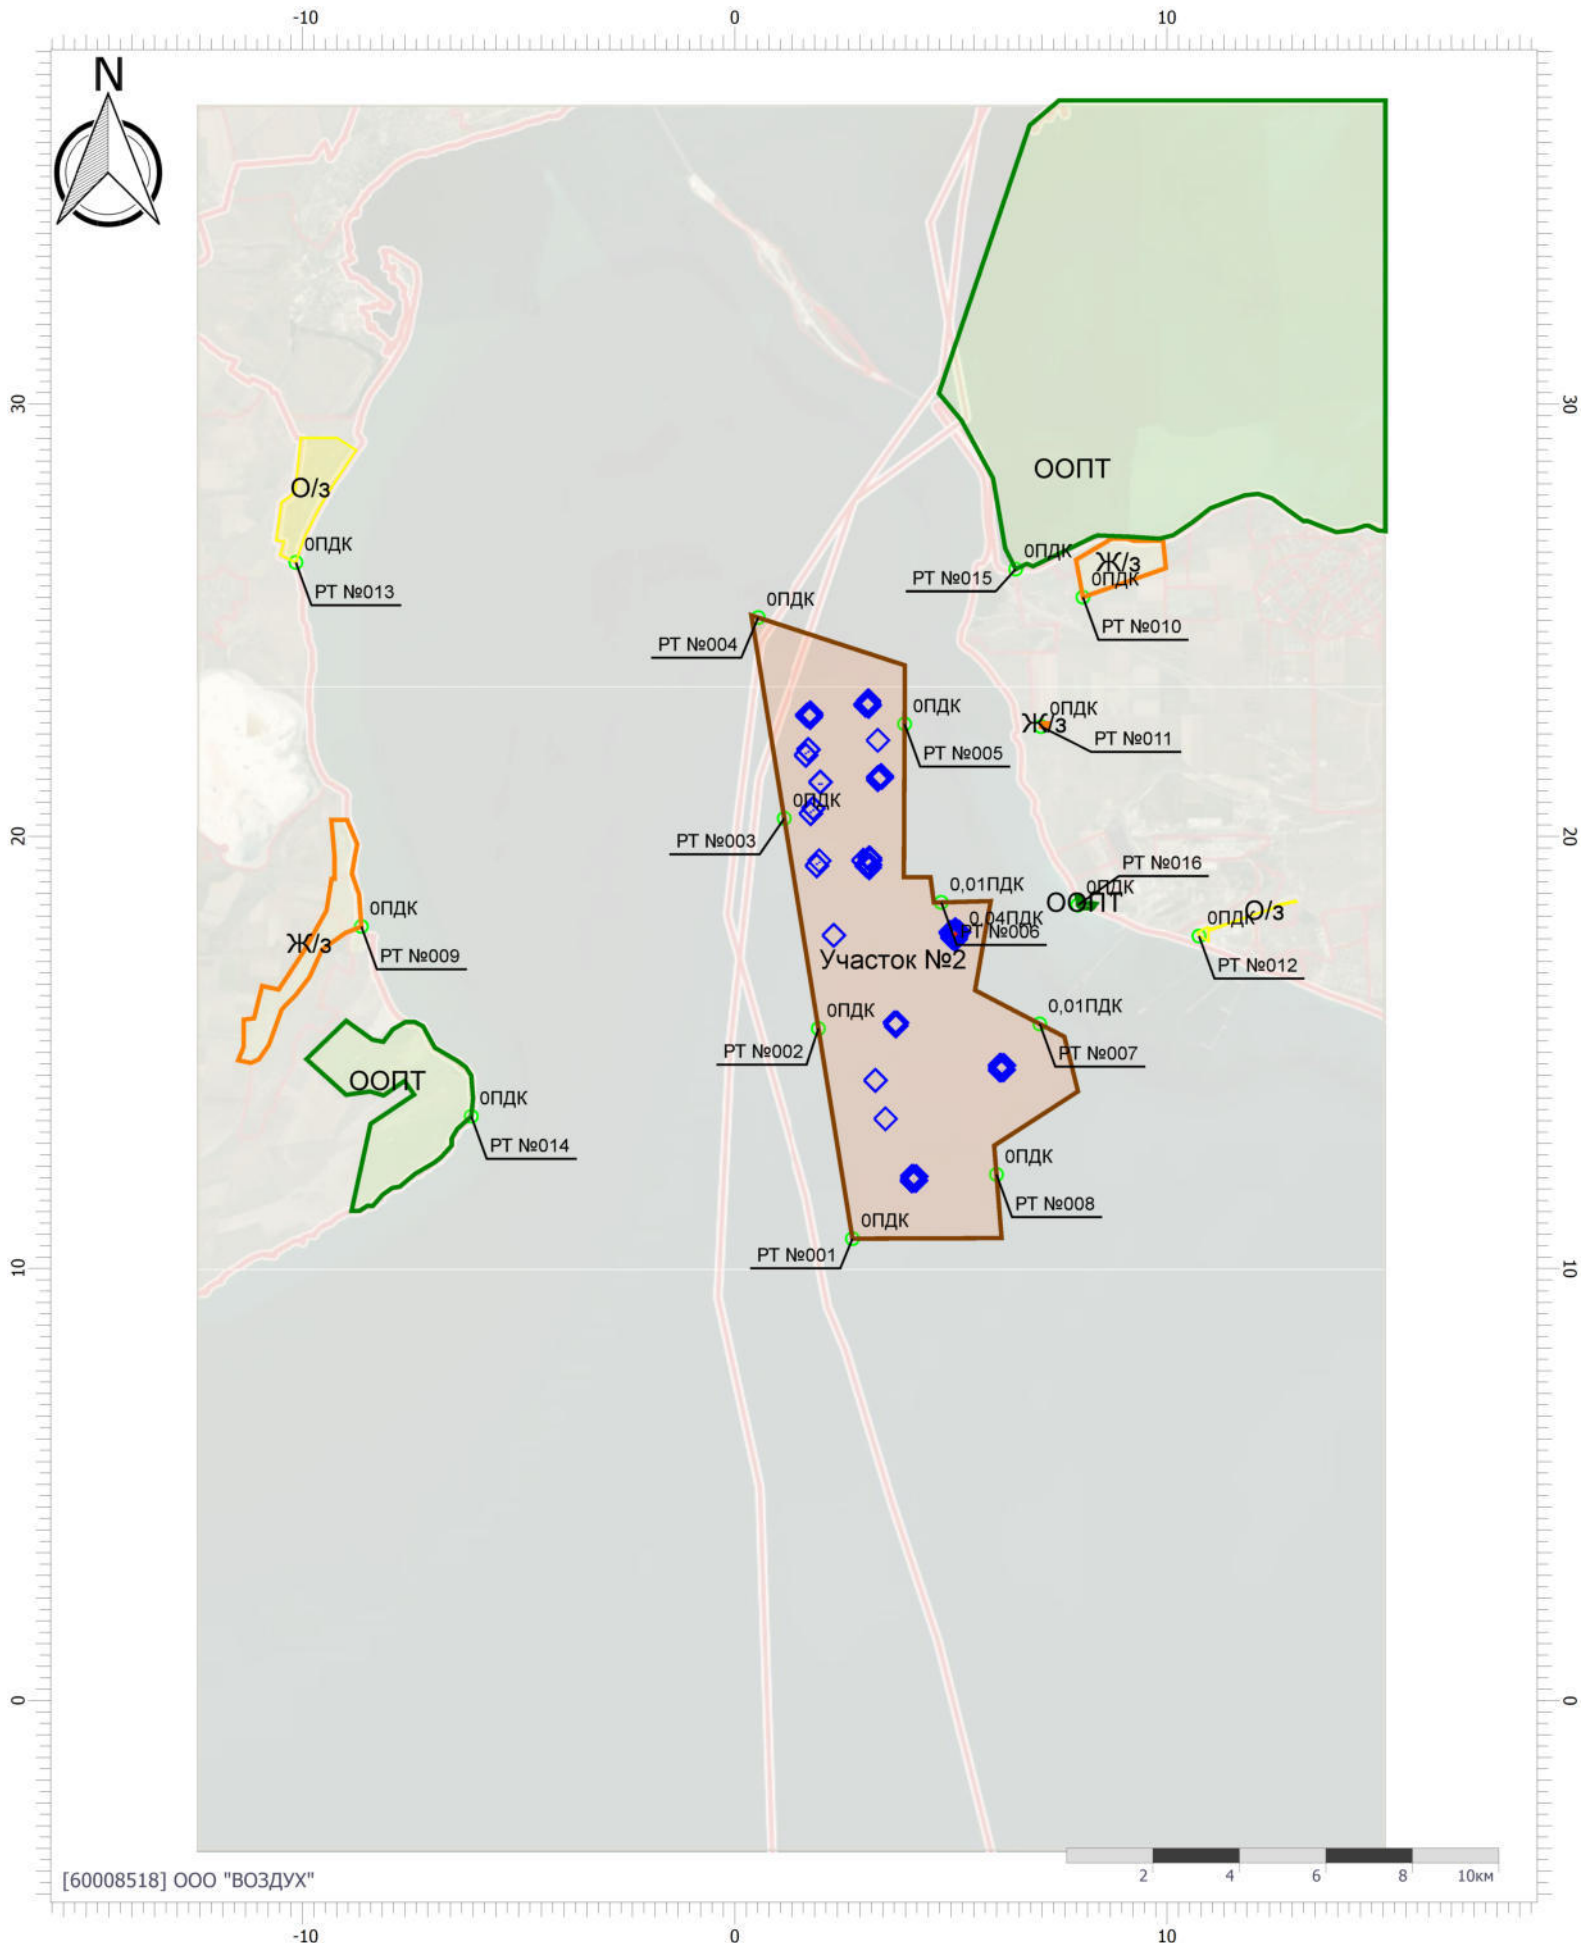 -10
0
10
N
30
30
ООПТ
О/з
0ПДК
РТ №013
0ПДК
РТ №015
Ж/з
0ПДК
РТ №010
0ПДК
РТ №004
0ПДК
РТ №005
0ПДК
Ж/з
РТ №011
0ПДК
РТ №003
20
20
РТ №016
0ПДК
ООПТ
0,01ПДК
0,04ПДК
РТ №006
О/з
0ПДК
РТ №012
0ПДК
Ж/з
РТ №009
Участок №2
0ПДК
РТ №002
0,01ПДК
РТ №007
ООПТ
0ПДК
РТ №014
0ПДК
РТ №008
0ПДК
РТ №001
10
10
0
0
[60008518] ООО "ВОЗДУХ"
2
4
6
8
10км
-10
0
10